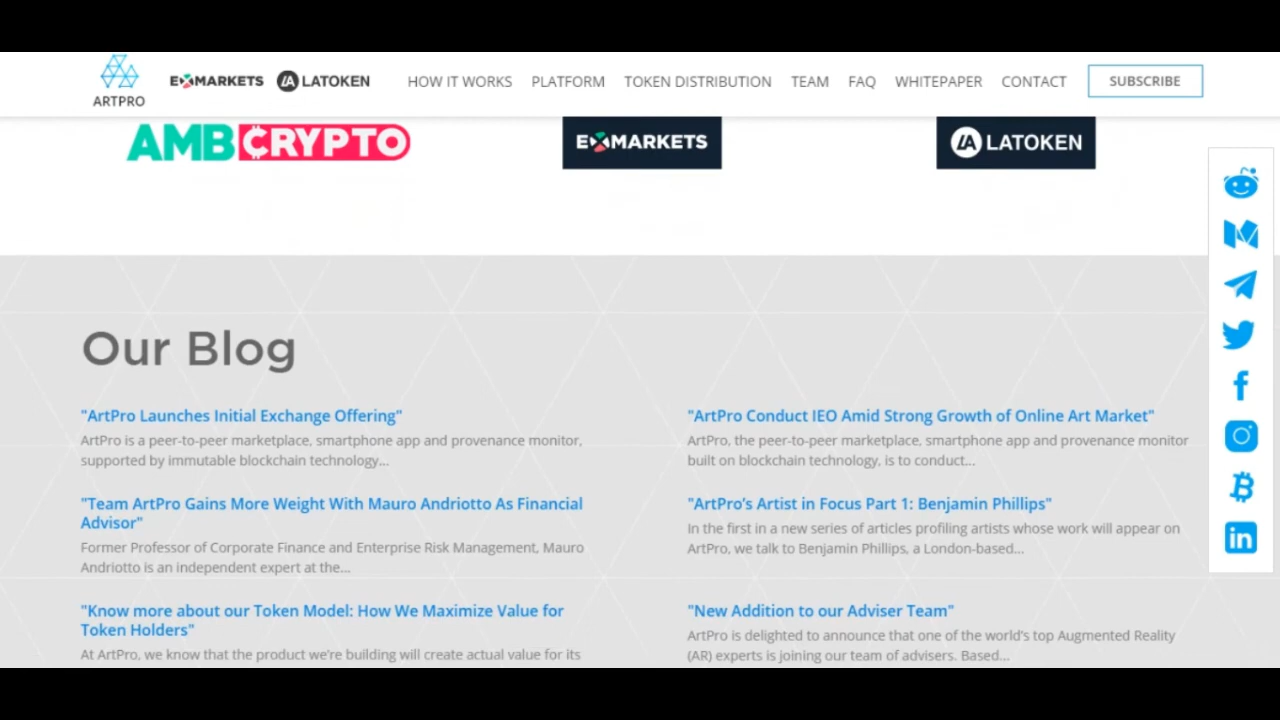 ARTPRO
EXMARKETS LATOKEN HOW IT WORKS PLATFORM TOKEN DISTRIBUTION TEAM FAQ WHITEPAPER CONTACT SUBSCRIBE
AMBCRYPTO EXMARKETS LATOKEN
Our Blog
"ArtPro Launches Initial Exchange Offering"
ArtPro is a peer-to-peer marketplace, smartphone app and provenance monitor,
supported by immutable blockchain technology...
"ArtPro Conduct IEO Amid Strong Growth of Online Art Market"
ArtPro, the peer-to-peer marketplace, smartphone app and provenance monitor
built on blockchain technology, is to conduct...
"Team ArtPro Gains More Weight With Mauro Andriotto As Financial
Advisor"
Former Professor of Corporate Finance and Enterprise Risk Management, Mauro
Andriotto is an independent expert at the...
"ArtPro’s Artist in Focus Part 1: Benjamin Phillips"
In the first in a new series of articles profiling artists whose work will appear on
ArtPro, we talk to Benjamin Phillips, a London-based...
"Know more about our Token Model: How We Maximize Value for
Token Holders"
At ArtPro, we know that the product we’re building will create actual value for its
"New Addition to our Adviser Team"
ArtPro is delighted to announce that one of the world’s top Augmented Reality
(AR) experts is joining our team of advisers. Based...